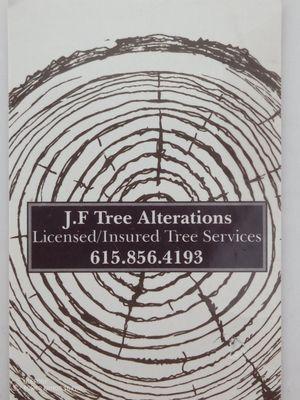 J.F Tree Alterations
Licensed/Insured Tree Services
615.856.4193